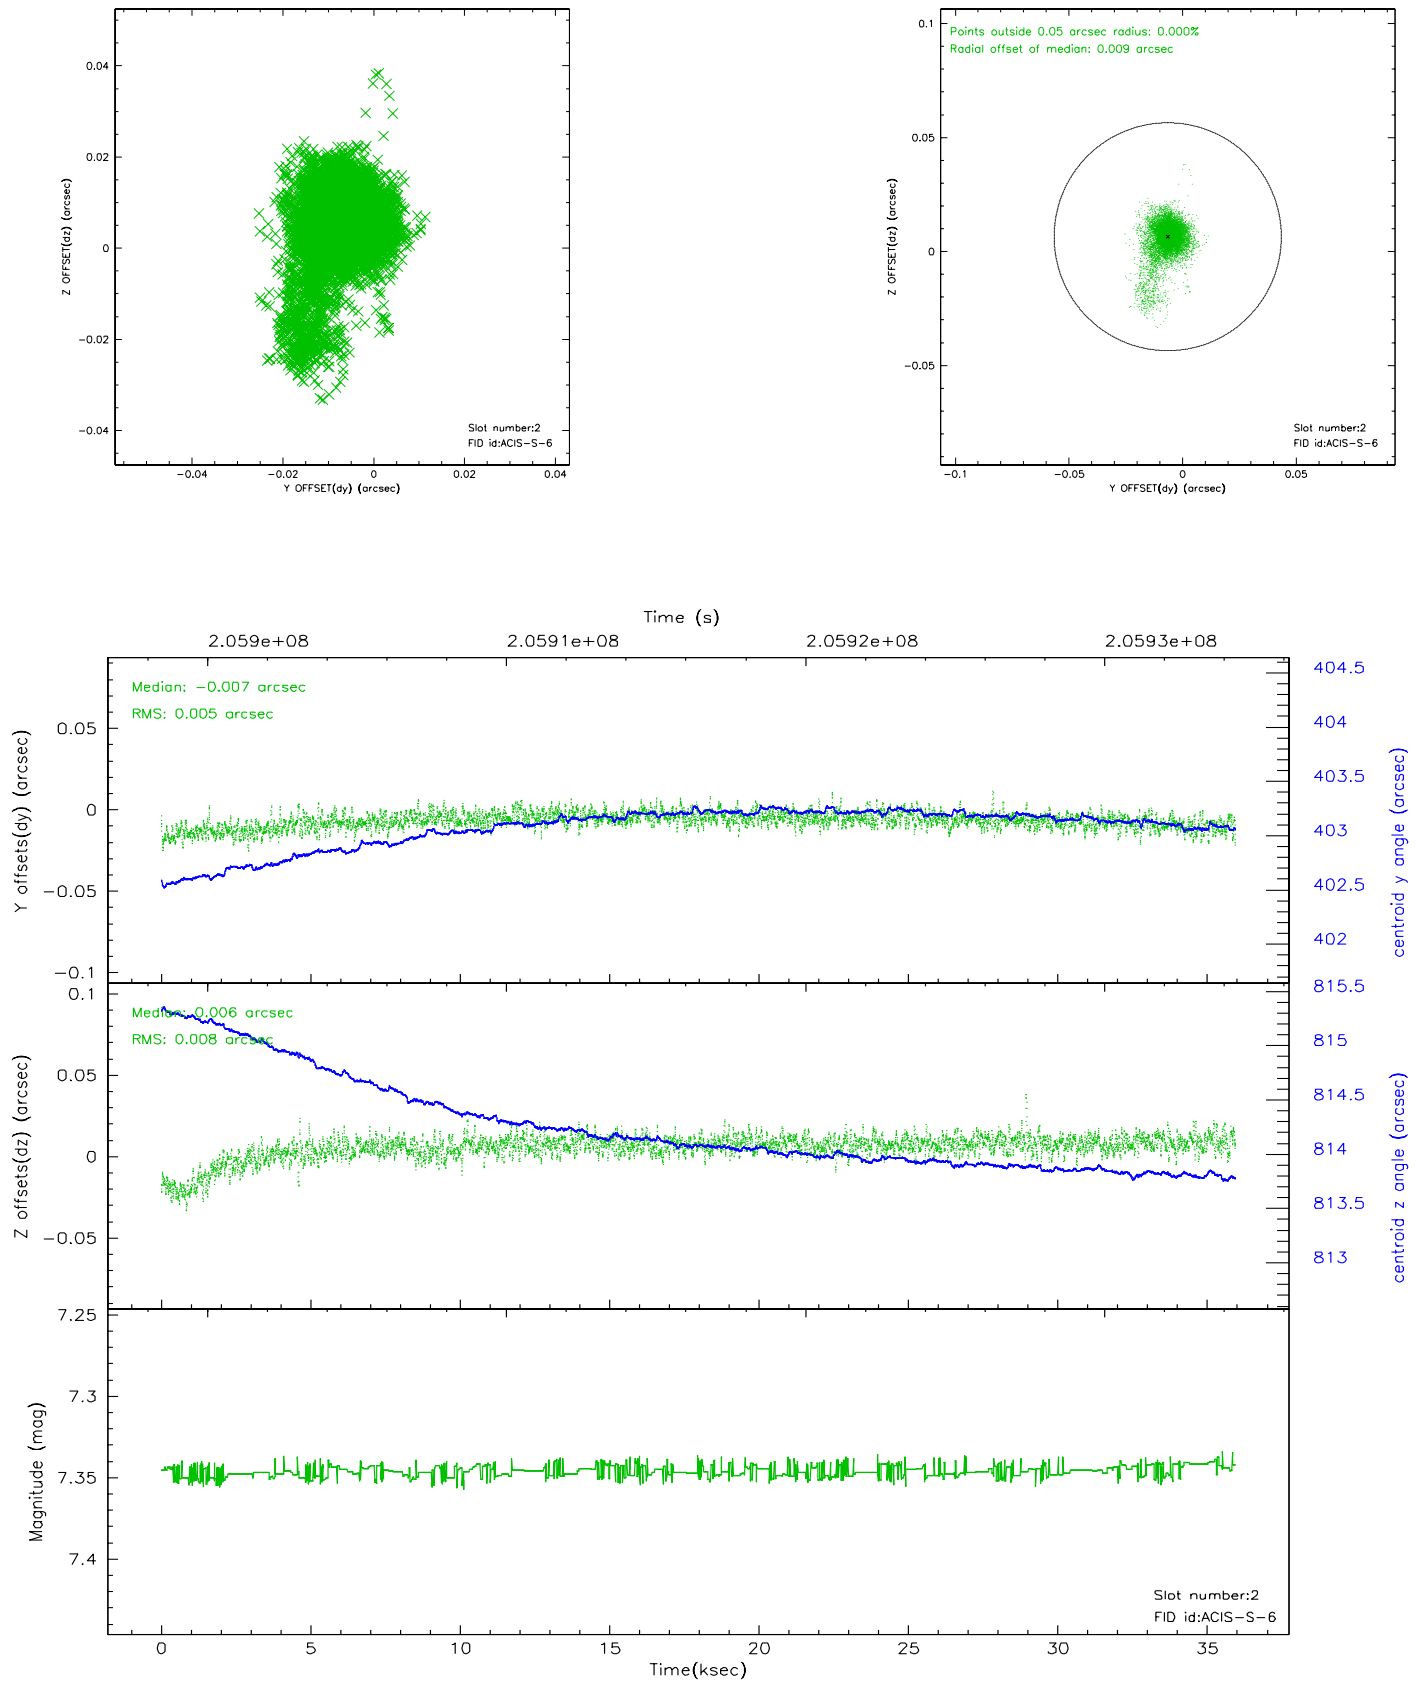 0.04
0.02
0
−0.02
−0.04
Z OFFSET(dz) (arcsec)
Slot number:2
FID id:ACIS−S−6
−0.04
−0.02
0
0.02
0.04
Y OFFSET(dy) (arcsec)
Points outside 0.05 arcsec radius: 0.000%
Radial offset of median: 0.009 arcsec
0.1
0.05
0
−0.05
Z OFFSET(dz) (arcsec)
Slot number:2
FID id:ACIS−S−6
−0.1
−0.05
0
0.05
Y OFFSET(dy) (arcsec)
Time (s)
2.059e+08
2.0591e+08
2.0592e+08
2.0593e+08
Median: −0.007 arcsec
RMS: 0.005 arcsec
0.05
0
−0.05
−0.1
Y offsets(dy) (arcsec)
404.5
404
403.5
403
402.5
402
centroid y angle (arcsec)
Median: 0.006 arcsec
RMS: 0.008 arcsec
0.1
0.05
0
−0.05
Z offsets(dz) (arcsec)
815.5
815
814.5
814
813.5
813
centroid z angle (arcsec)
7.25
7.3
7.35
7.4
Magnitude (mag)
Slot number:2
FID id:ACIS−S−6
0
5
10
15
20
25
30
35
Time(ksec)